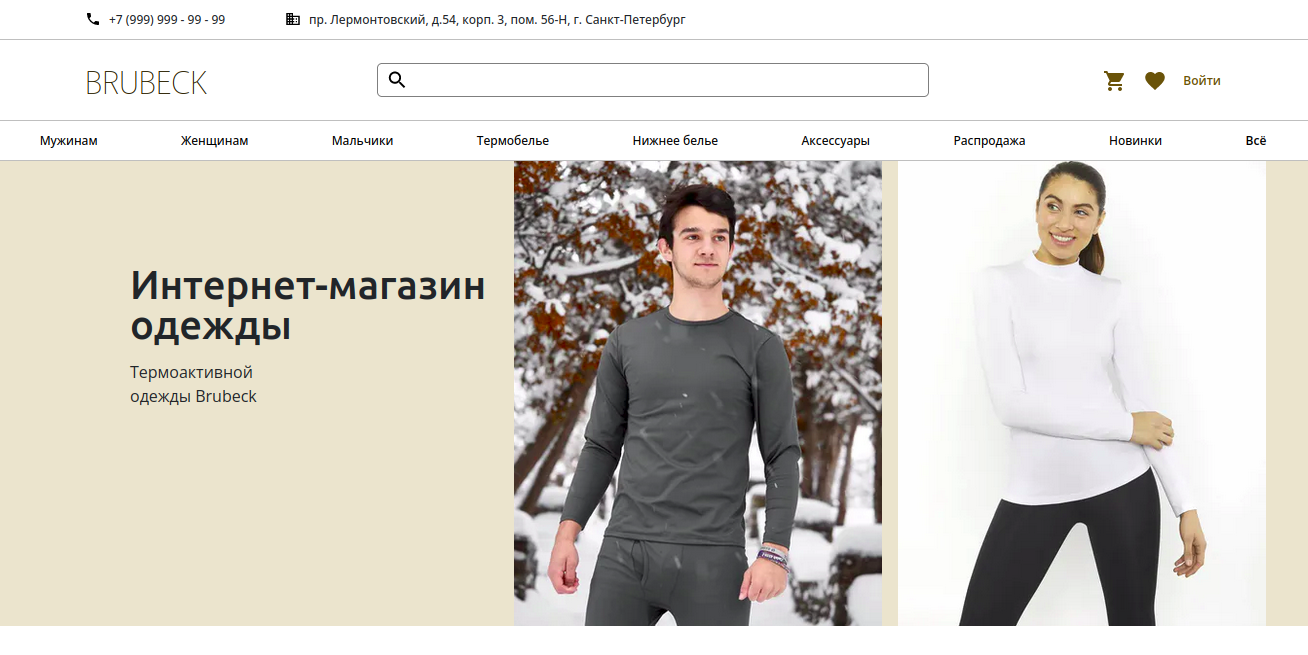 +7 (999) 999 - 99 - 99
пр. Лермонтовский, д.54, корп. 3, пом. 56-Н, г. Санкт-Петербург
BRUBECK
Войти
Мужинам Женщинам Мальчики Термобелье Нижнее белье Аксессуары Распродажа Новинки Всё
Интернет-магазин
одежды
Термоактивной
одежды Brubeck